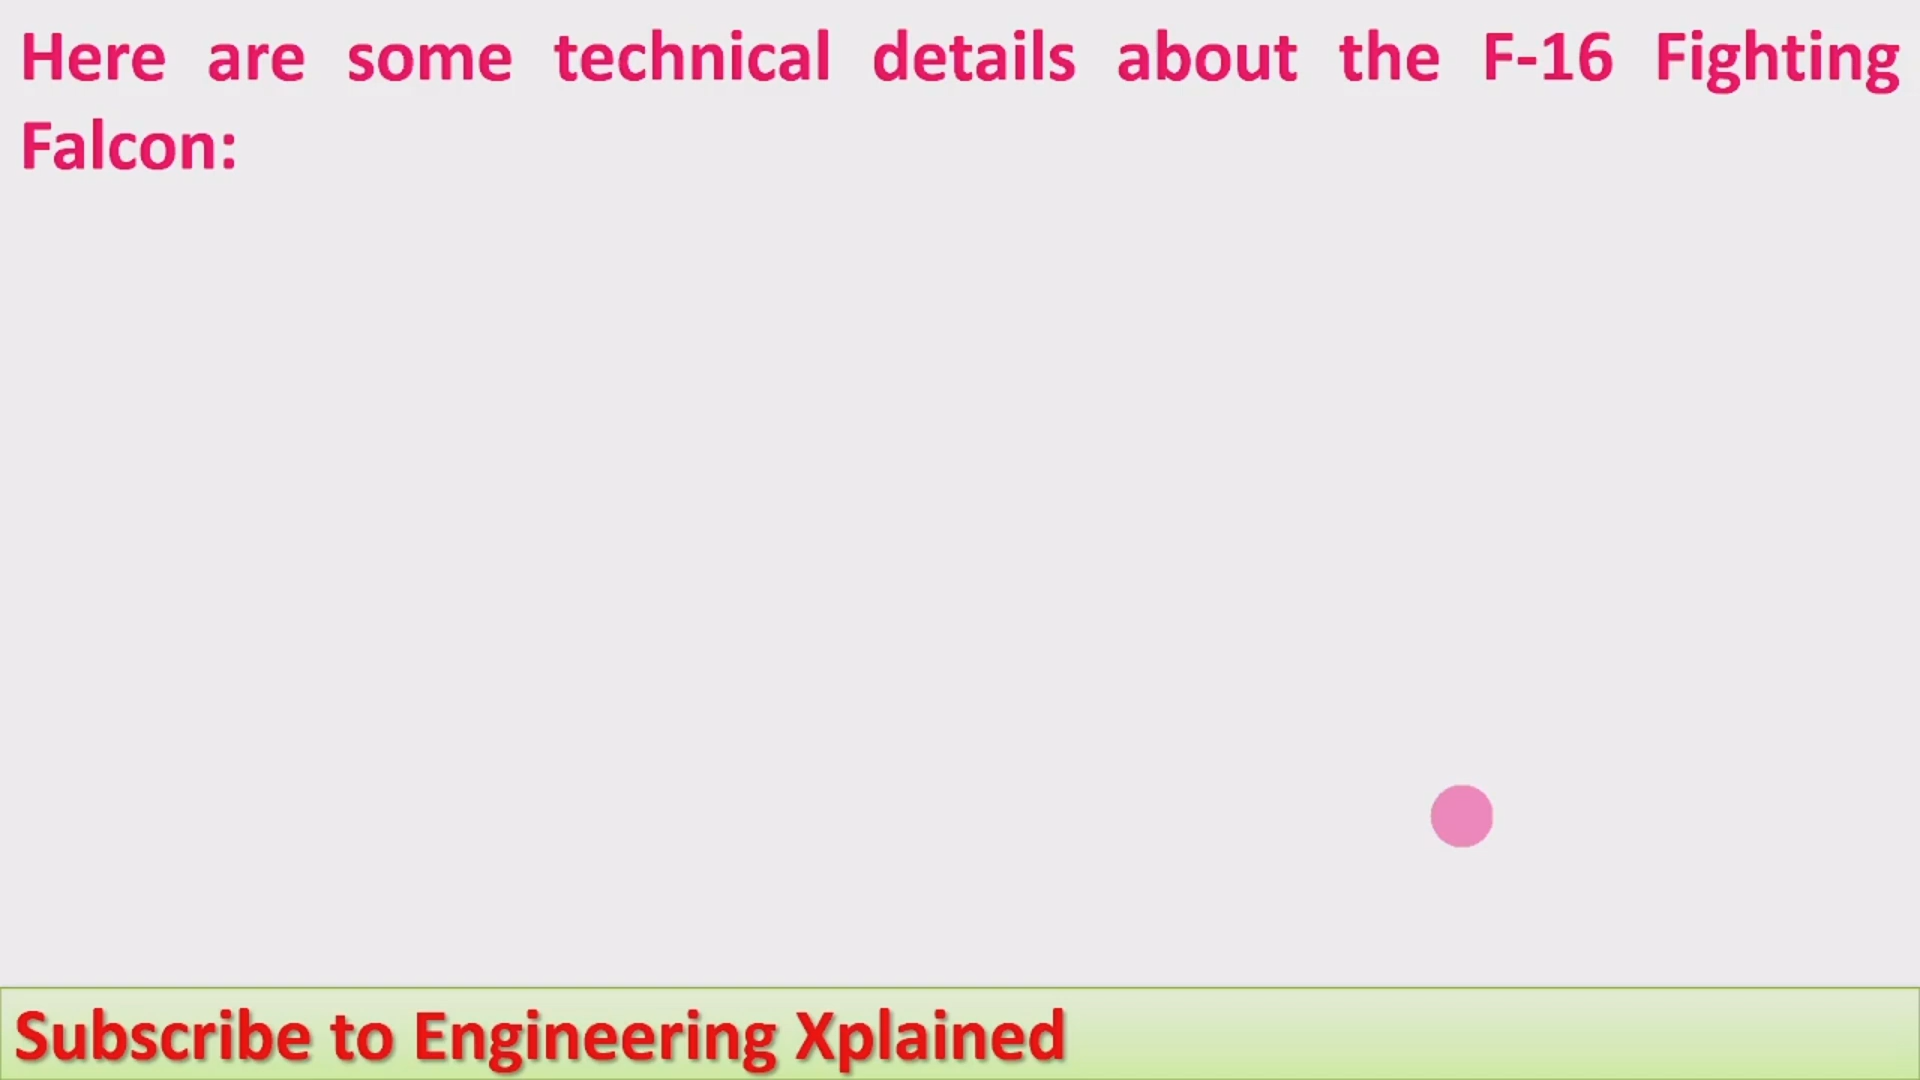 Here are some technical details about the F-16 Fighting
Falcon:
Subscribe to Engineering Xplained